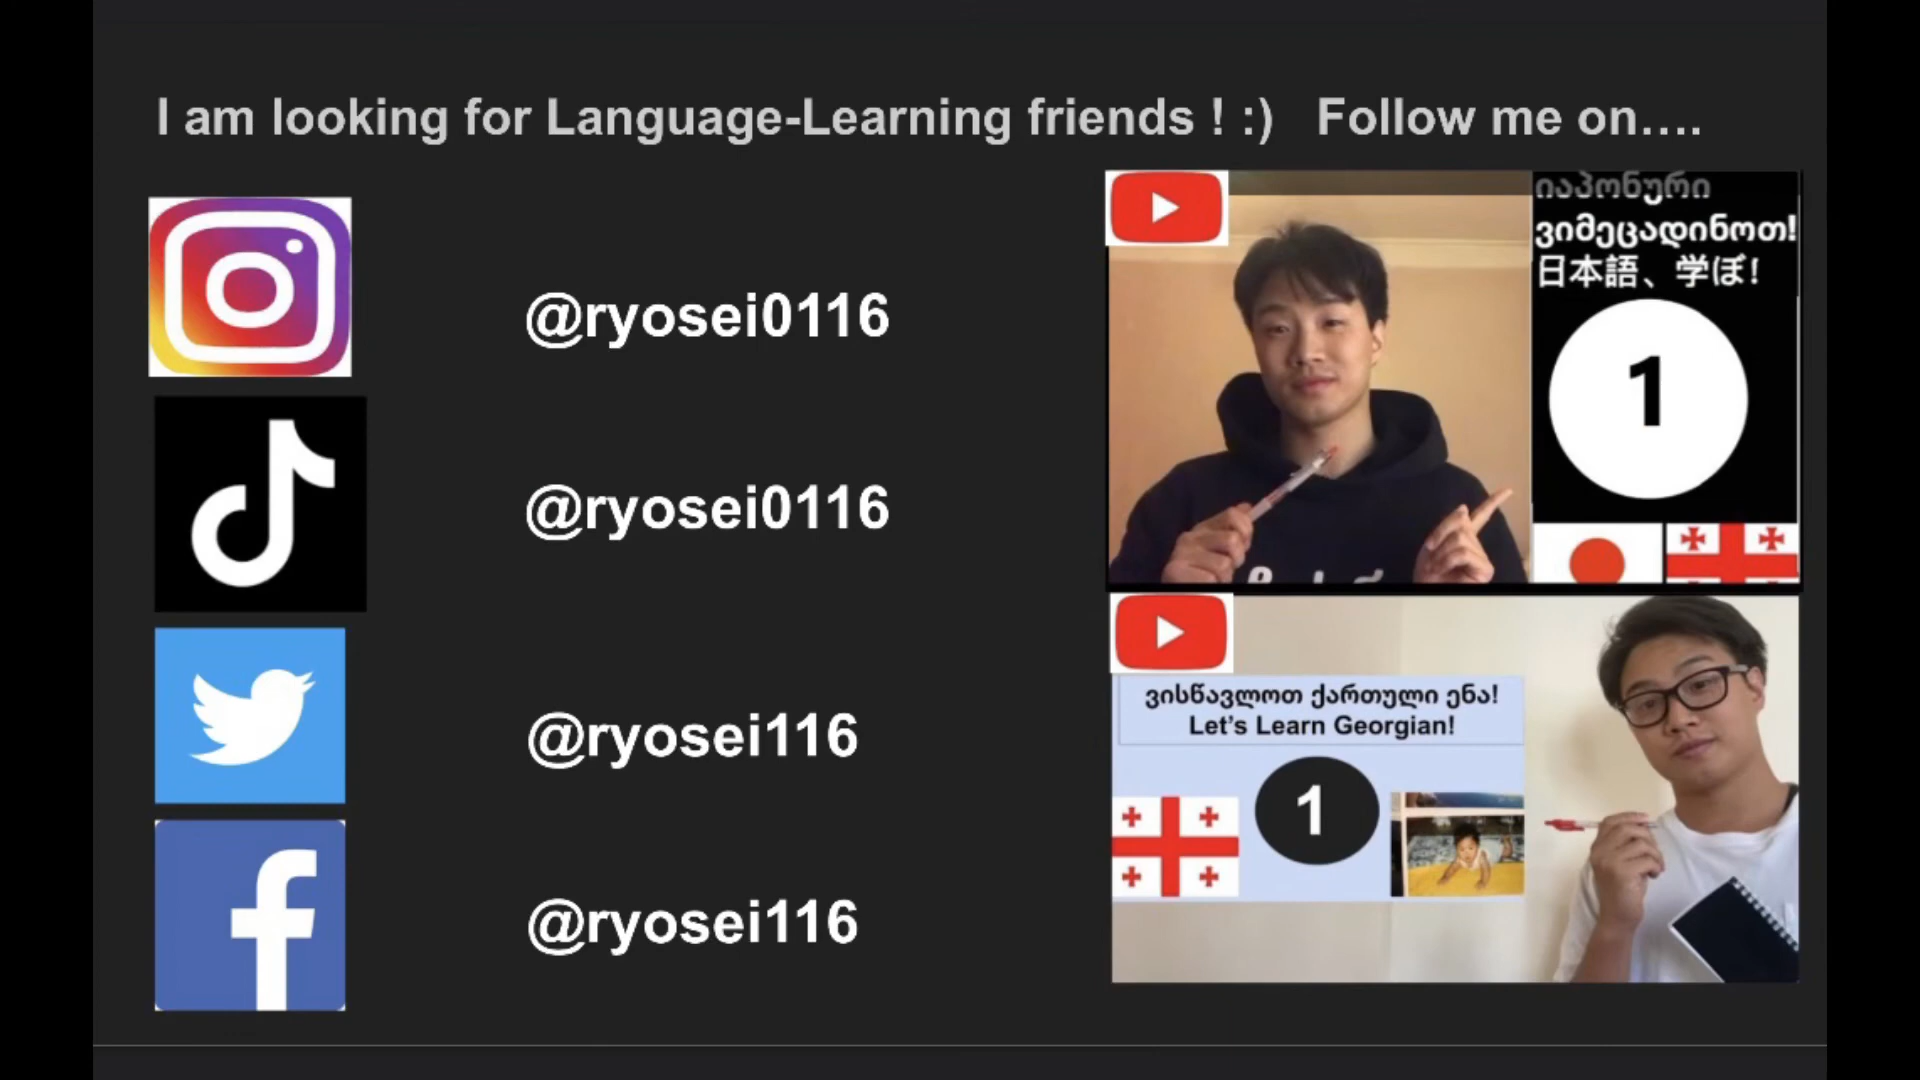 I am looking for Language-Learning friends ! :) Follow me on....
@ryosei0116
@ryosei0116
@ryosei116
@ryosei116
იაპონური
ვიმეცადინოთ!
日本語、学ぼ!
1
ვისწავლოთ ქართული ენა!
Let's Learn Georgian!
1